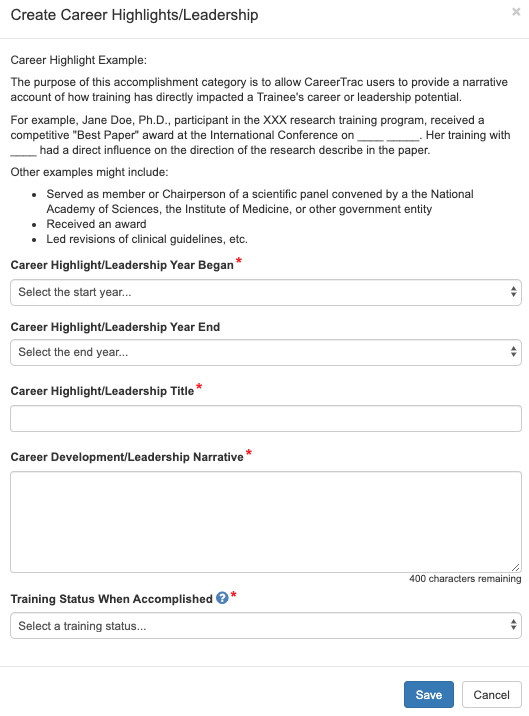 Create Career Highlights/Leadership
×
Career Highlight Example:
The purpose of this accomplishment category is to allow CareerTrac users to provide a narrative
account of how training has directly impacted a Trainee's career or leadership potential.
For example, Jane Doe, Ph.D., participant in the XXX research training program, received a
competitive "Best Paper" award at the International Conference on ____ _____. Her training with
____ had a direct influence on the direction of the research describe in the paper.
Other examples might include:
• Served as member or Chairperson of a scientific panel convened by a the National
Academy of Sciences, the Institute of Medicine, or other government entity
• Received an award
• Led revisions of clinical guidelines, etc.
Career Highlight/Leadership Year Began *
Select the start year...
Career Highlight/Leadership Year End
Select the end year...
Career Highlight/Leadership Title *
Career Development/Leadership Narrative *
400 characters remaining
Training Status When Accomplished ? *
Select a training status...
Save Cancel